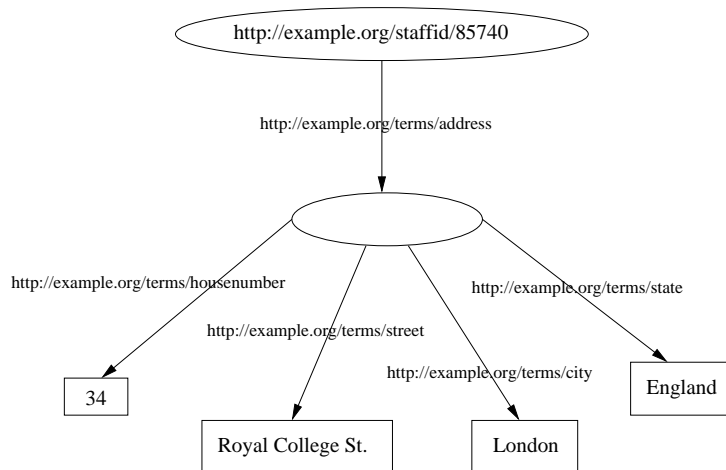 http://example.org/staffid/85740
http://example.org/terms/address
http://example.org/terms/housenumber
http://example.org/terms/state
http://example.org/terms/street
http://example.org/terms/city
34
England
Royal College St.
London